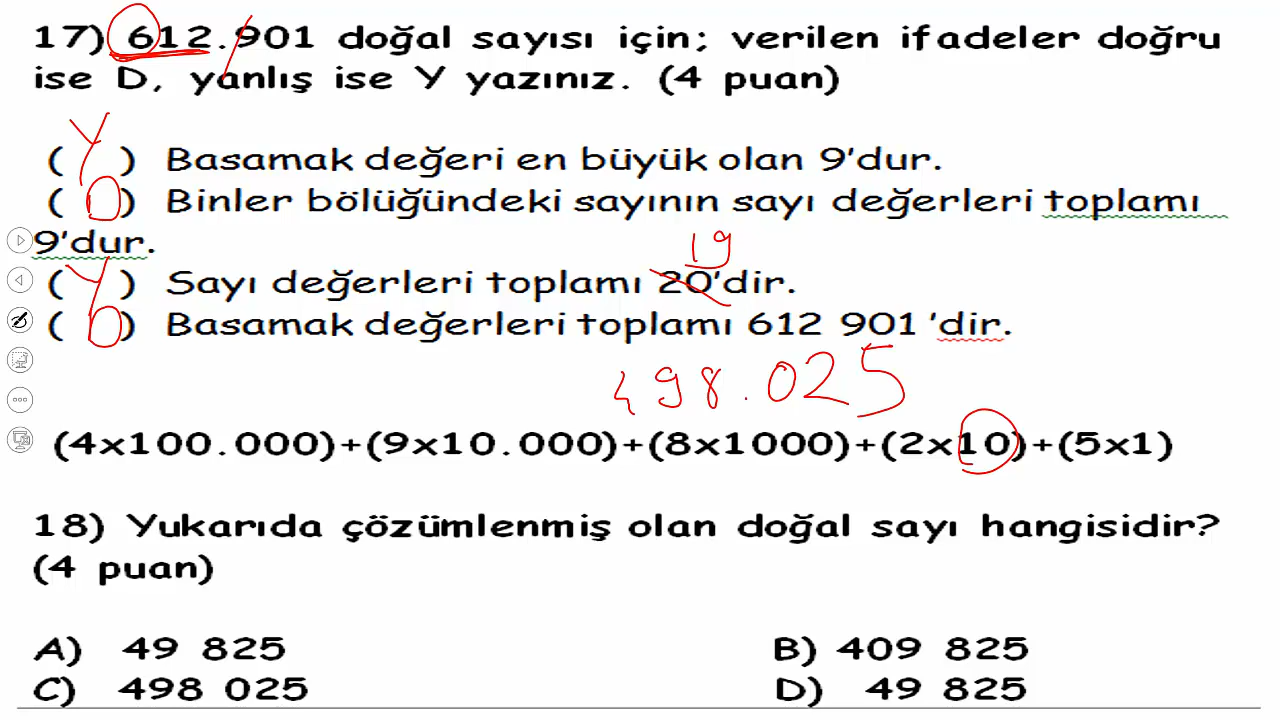 17) 612.901 doğal sayısı için; verilen ifadeler doğru
ise D, yanlış ise Y yazınız. (4 puan)
( Y ) Basamak değeri en büyük olan 9'dur.
( D ) Binler bölüğündeki sayının sayı değerleri toplamı
9'dur.
19
( Y ) Sayı değerleri toplamı 20'dir.
( D ) Basamak değerleri toplamı 612 901 'dir.
498.025
(4x100.000)+(9x10.000)+(8x1000)+(2x10)+(5x1)
18) Yukarıda çözümlenmiş olan doğal sayı hangisidir?
(4 puan)
A) 49 825 B) 409 825
C) 498 025 D) 49 825